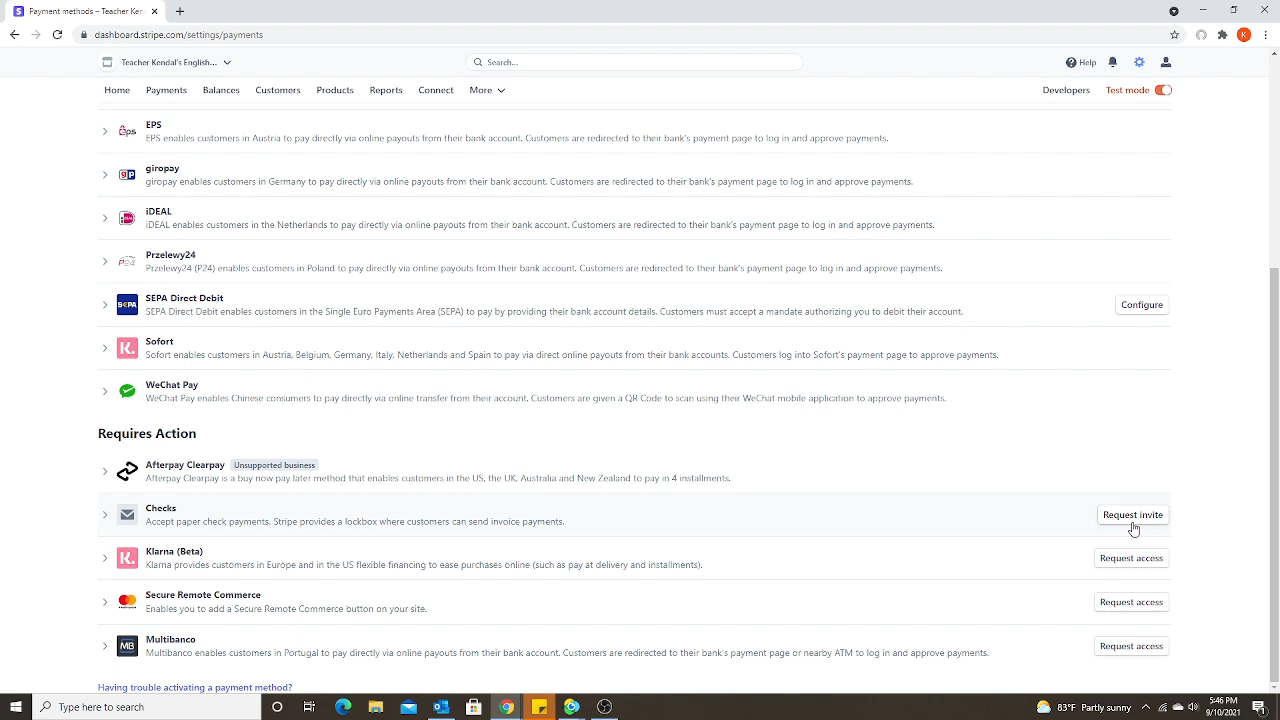 Payment methods – Teacher Ken
dashboard.stripe.com/settings/payments
K
Teacher Kendal's English...
Search...
Help
Home Payments Balances Customers Products Reports Connect More
Developers Test mode
EPS
EPS enables customers in Austria to pay directly via online payouts from their bank account. Customers are redirected to their bank's payment page to log in and approve payments.
giropay
giropay enables customers in Germany to pay directly via online payouts from their bank account. Customers are redirected to their bank's payment page to log in and approve payments.
iDEAL
iDEAL enables customers in the Netherlands to pay directly via online payouts from their bank account. Customers are redirected to their bank's payment page to log in and approve payments.
Przelewy24
Przelewy24 (P24) enables customers in Poland to pay directly via online payouts from their bank account. Customers are redirected to their bank's payment page to log in and approve payments.
SEPA Direct Debit
SEPA Direct Debit enables customers in the Single Euro Payments Area (SEPA) to pay by providing their bank account details. Customers must accept a mandate authorizing you to debit their account.
Configure
Sofort
Sofort enables customers in Austria, Belgium, Germany, Italy, Netherlands and Spain to pay via direct online payouts from their bank accounts. Customers log into Sofort's payment page to approve payments.
WeChat Pay
WeChat Pay enables Chinese consumers to pay directly via online transfer from their account. Customers are given a QR Code to scan using their WeChat mobile application to approve payments.
Requires Action
Afterpay Clearpay Unsupported business
Afterpay Clearpay is a buy now pay later method that enables customers in the US, the UK, Australia and New Zealand to pay in 4 installments.
Checks
Accept paper check payments. Stripe provides a lockbox where customers can send invoice payments.
Request invite
Klarna (Beta)
Klarna provides customers in Europe and in the US flexible financing to ease purchases online (such as pay at delivery and installments).
Request access
Secure Remote Commerce
Enables you to add a Secure Remote Commerce button on your site.
Request access
Multibanco
Multibanco enables customers in Portugal to pay directly via online payouts from their bank account. Customers are redirected to their bank's payment page or nearby ATM to log in and approve payments.
Request access
Having trouble activating a payment method?
Type here to search
83°F Partly sunny
5:46 PM
9/10/2021